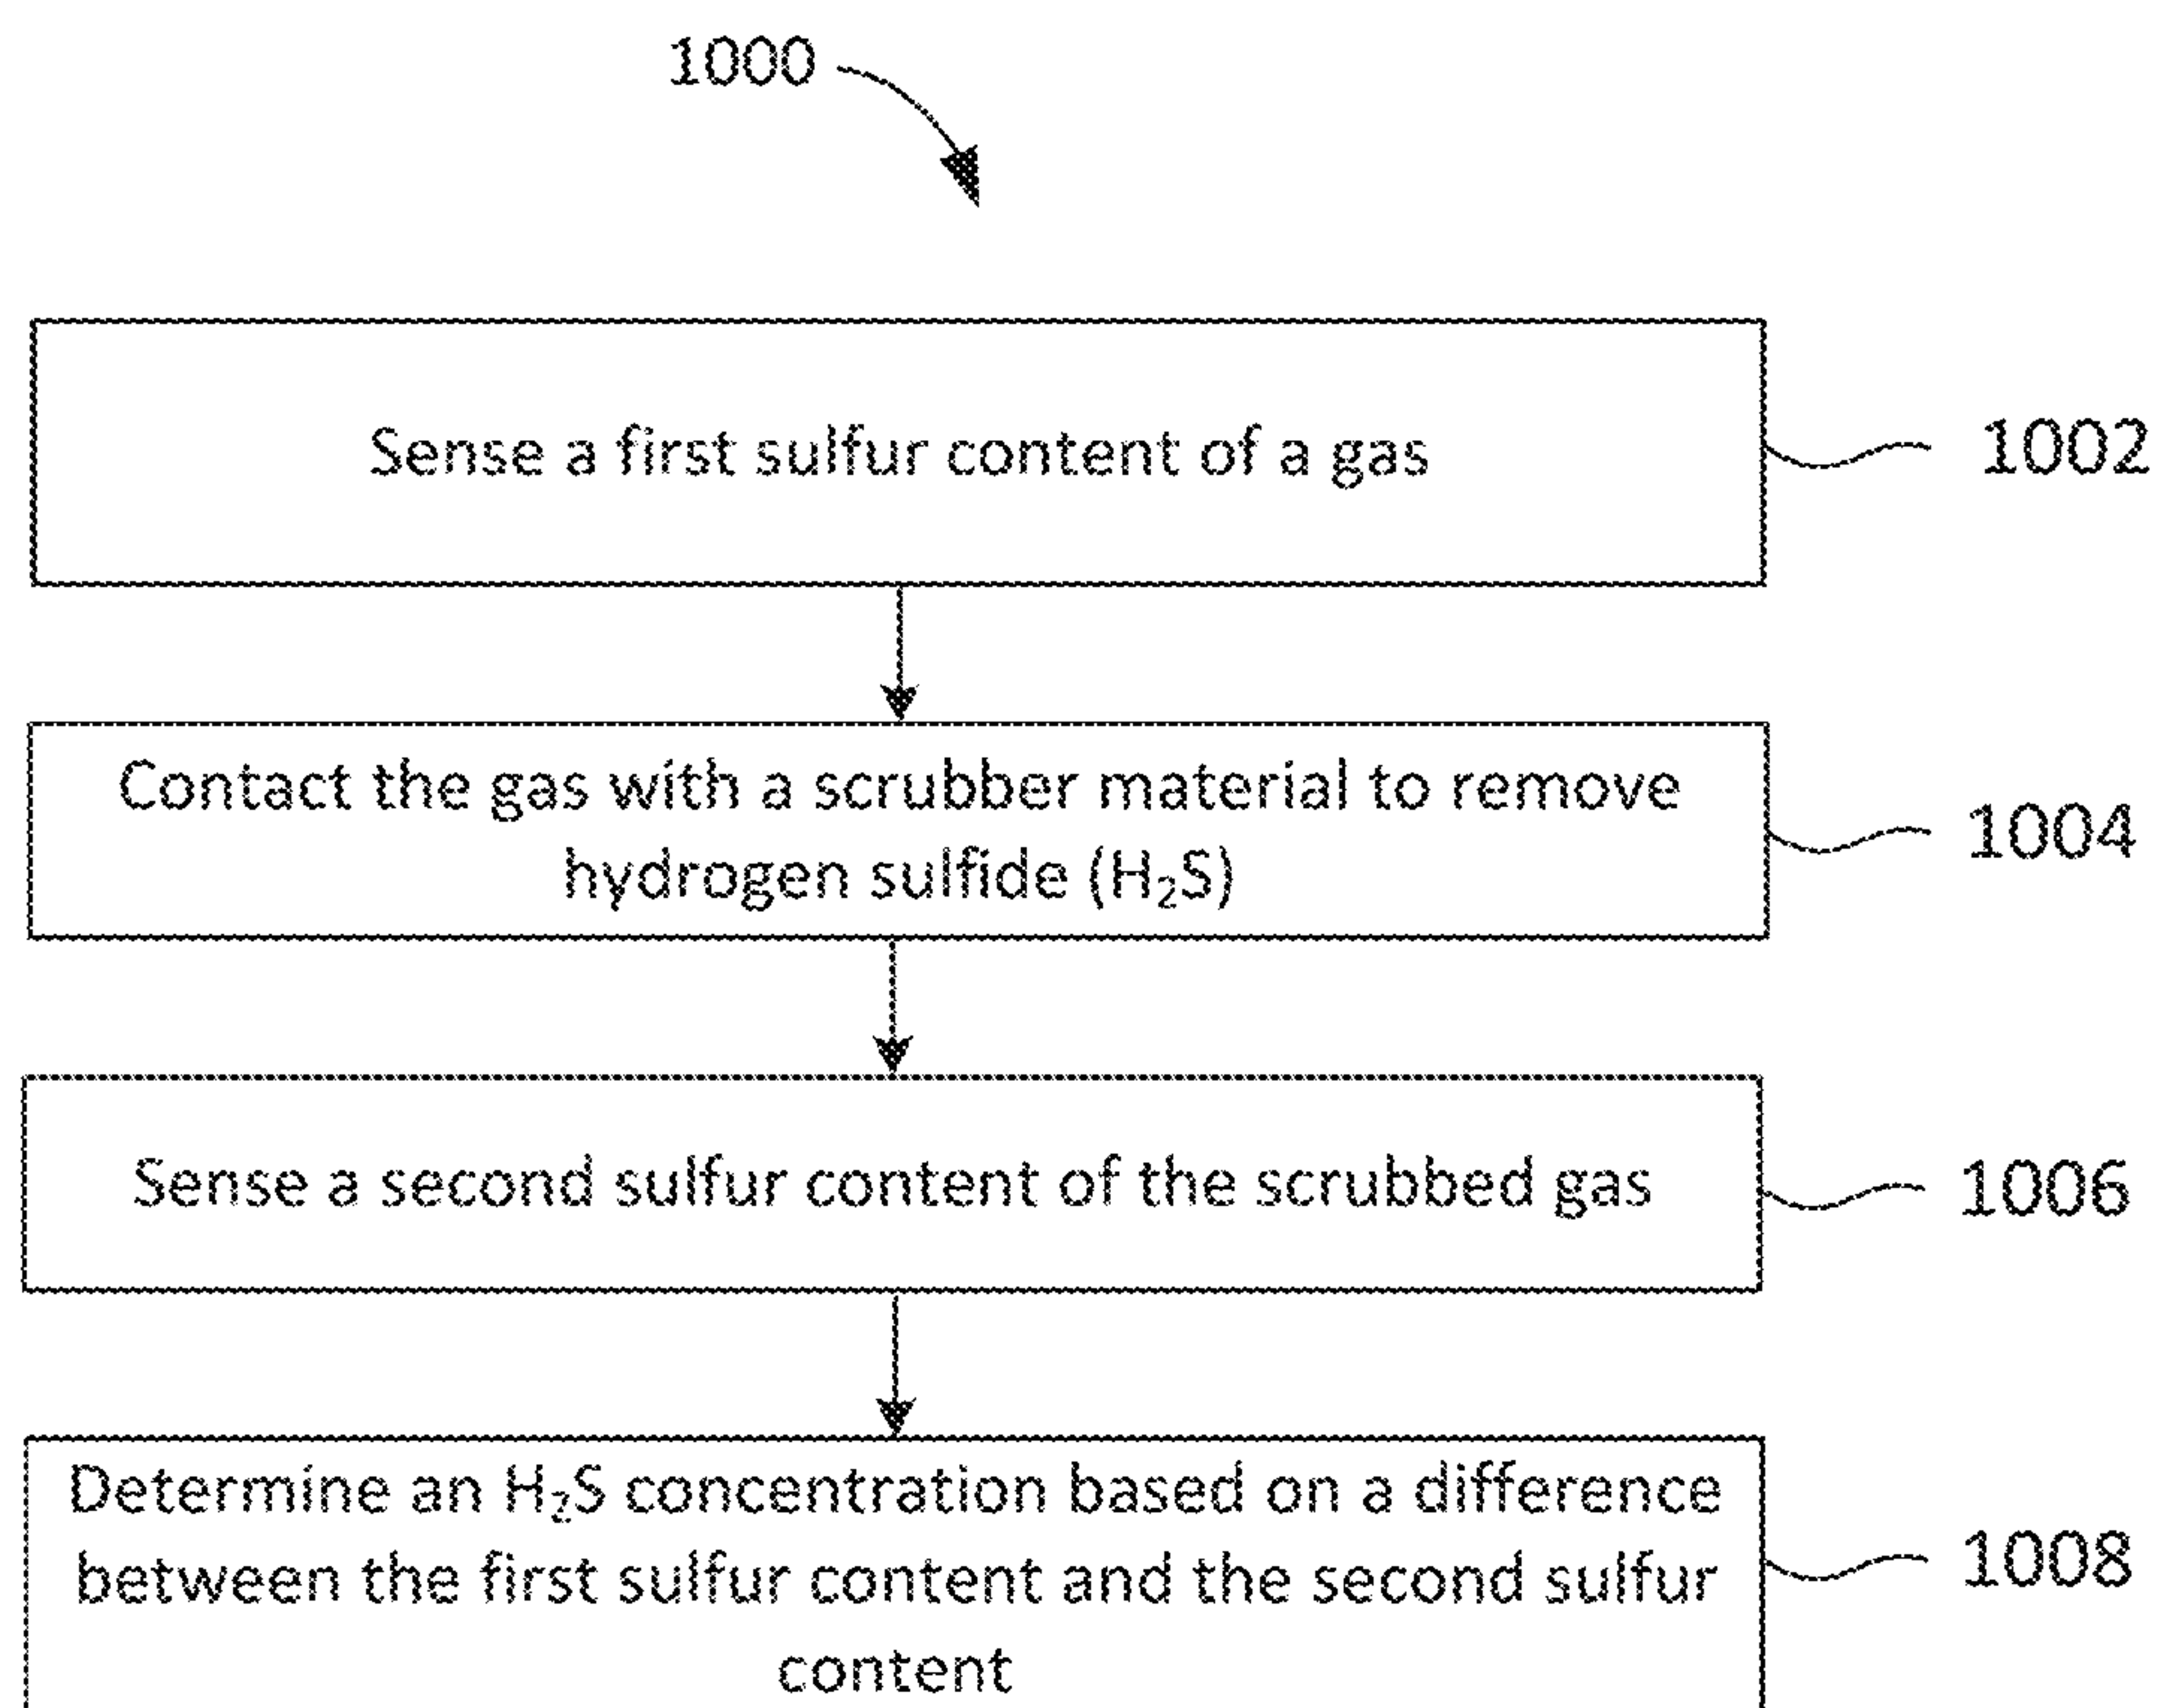 1000
Sense a first sulfur content of a gas
1002
Contact the gas with a scrubber material to remove
hydrogen sulfide (H₂S)
1004
Sense a second sulfur content of the scrubbed gas
1006
Determine an H₂S concentration based on a difference
between the first sulfur content and the second sulfur
content
1008